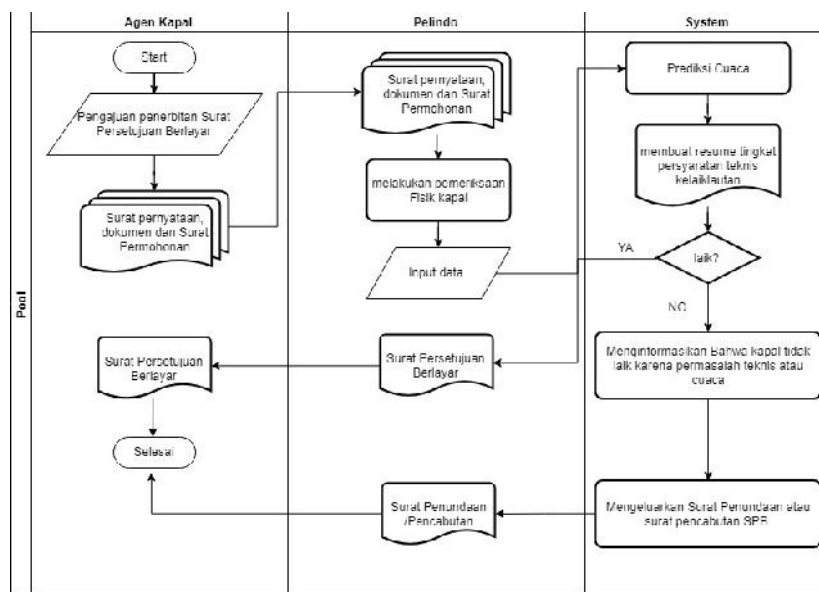 Agen Kapal
Pelindo
System
Pool
Start
Pengajuan penerbitan Surat
Persetujuan Berlayar
Surat pernyataan,
dokumen dan Surat
Permohonan
Surat pernyataan,
dokumen dan Surat
Permohonan
melakukan pemeriksaan
Fisik kapal
Input data
Prediksi Cuaca
membuat resume tingkat
persyaratan teknis
kelaiklautan
laik?
YA
NO
Menginformasikan Bahwa kapal tidak
laik karena permasalah teknis atau
cuaca
Surat Persetujuan
Berlayar
Surat Persetujuan
Berlayar
Selesai
Mengeluarkan Surat Penundaan atau
surat pencabutan SPB
Surat Penundaan
/Pencabutan